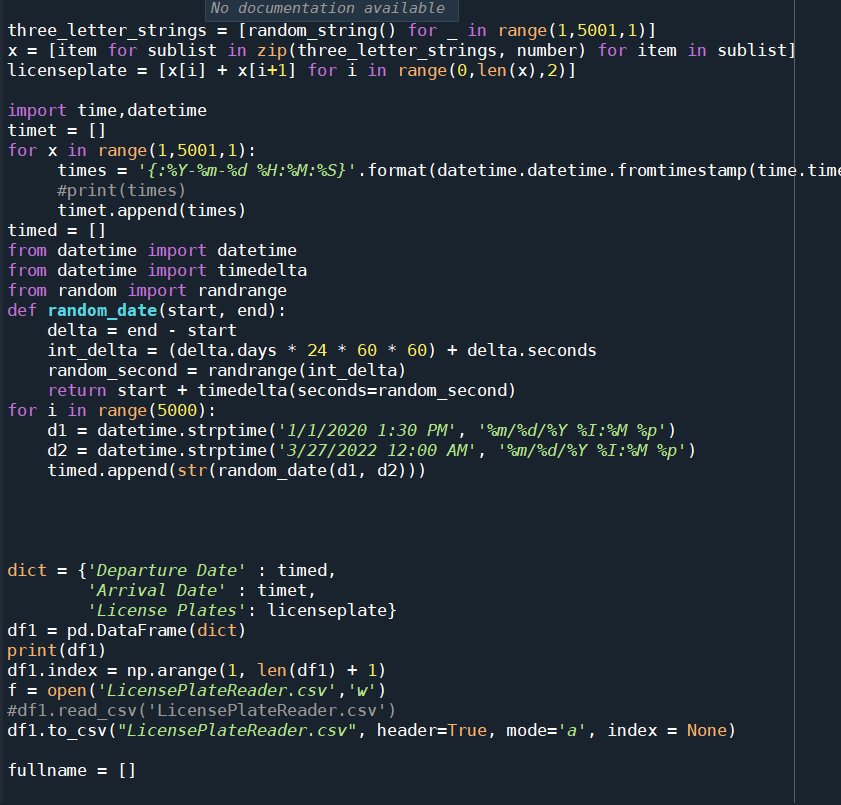 No documentation available
three_letter_strings = [random_string() for _ in range(1,5001,1)]
x = [item for sublist in zip(three_letter_strings, number) for item in sublist]
licenseplate = [x[i] + x[i+1] for i in range(0,len(x),2)]
import time,datetime
timet = []
for x in range(1,5001,1):
     times = '{:%Y-%m-%d %H:%M:%S}'.format(datetime.datetime.fromtimestamp(time.time
     #print(times)
     timet.append(times)
timed = []
from datetime import datetime
from datetime import timedelta
from random import randrange
def random_date(start, end):
    delta = end - start
    int_delta = (delta.days * 24 * 60 * 60) + delta.seconds
    random_second = randrange(int_delta)
    return start + timedelta(seconds=random_second)
for i in range(5000):
    d1 = datetime.strptime('1/1/2020 1:30 PM', '%m/%d/%Y %I:%M %p')
    d2 = datetime.strptime('3/27/2022 12:00 AM', '%m/%d/%Y %I:%M %p')
    timed.append(str(random_date(d1, d2)))
dict = {'Departure Date' : timed,
        'Arrival Date' : timet,
        'License Plates': licenseplate}
df1 = pd.DataFrame(dict)
print(df1)
df1.index = np.arange(1, len(df1) + 1)
f = open('LicensePlateReader.csv','w')
#df1.read_csv('LicensePlateReader.csv')
df1.to_csv("LicensePlateReader.csv", header=True, mode='a', index = None)
fullname = []